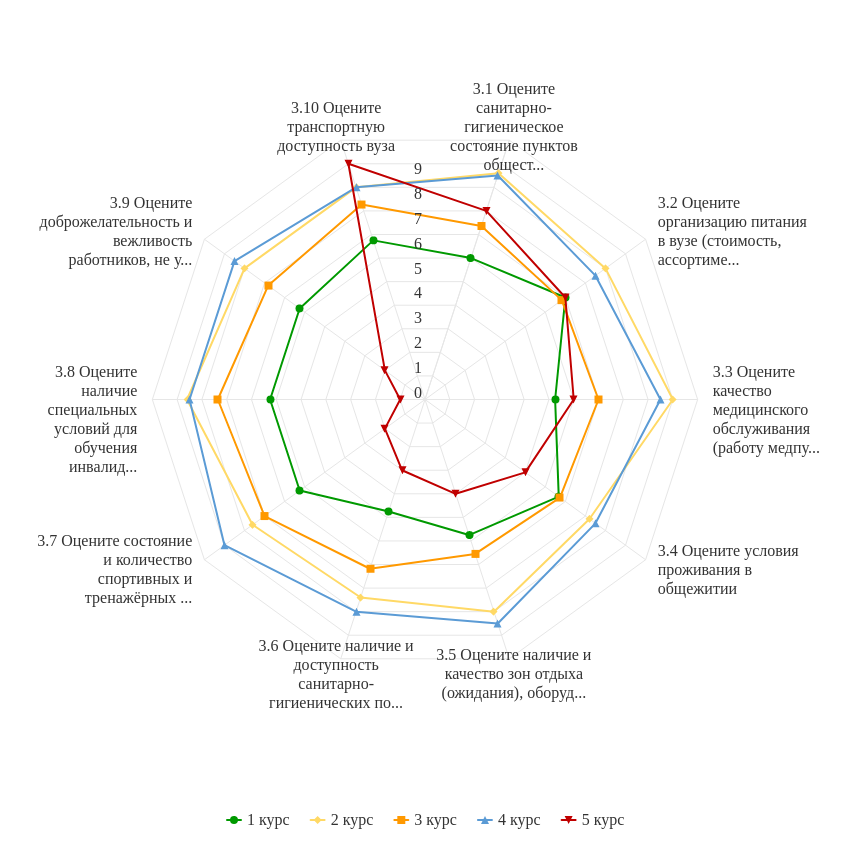 3.1 Оцените
санитарно-
гигиеническое
состояние пунктов
общест...
3.2 Оцените
организацию питания
в вузе (стоимость,
ассортиме...
3.3 Оцените
качество
медицинского
обслуживания
(работу медпу...
3.4 Оцените условия
проживания в
общежитии
3.5 Оцените наличие и
качество зон отдыха
(ожидания), оборуд...
3.6 Оцените наличие и
доступность
санитарно-
гигиенических по...
3.7 Оцените состояние
и количество
спортивных и
тренажёрных ...
3.8 Оцените
наличие
специальных
условий для
обучения
инвалид...
3.9 Оцените
доброжелательность и
вежливость
работников, не у...
3.10 Оцените
транспортную
доступность вуза
9
8
7
6
5
4
3
2
1
0
1 курс
2 курс
3 курс
4 курс
5 курс